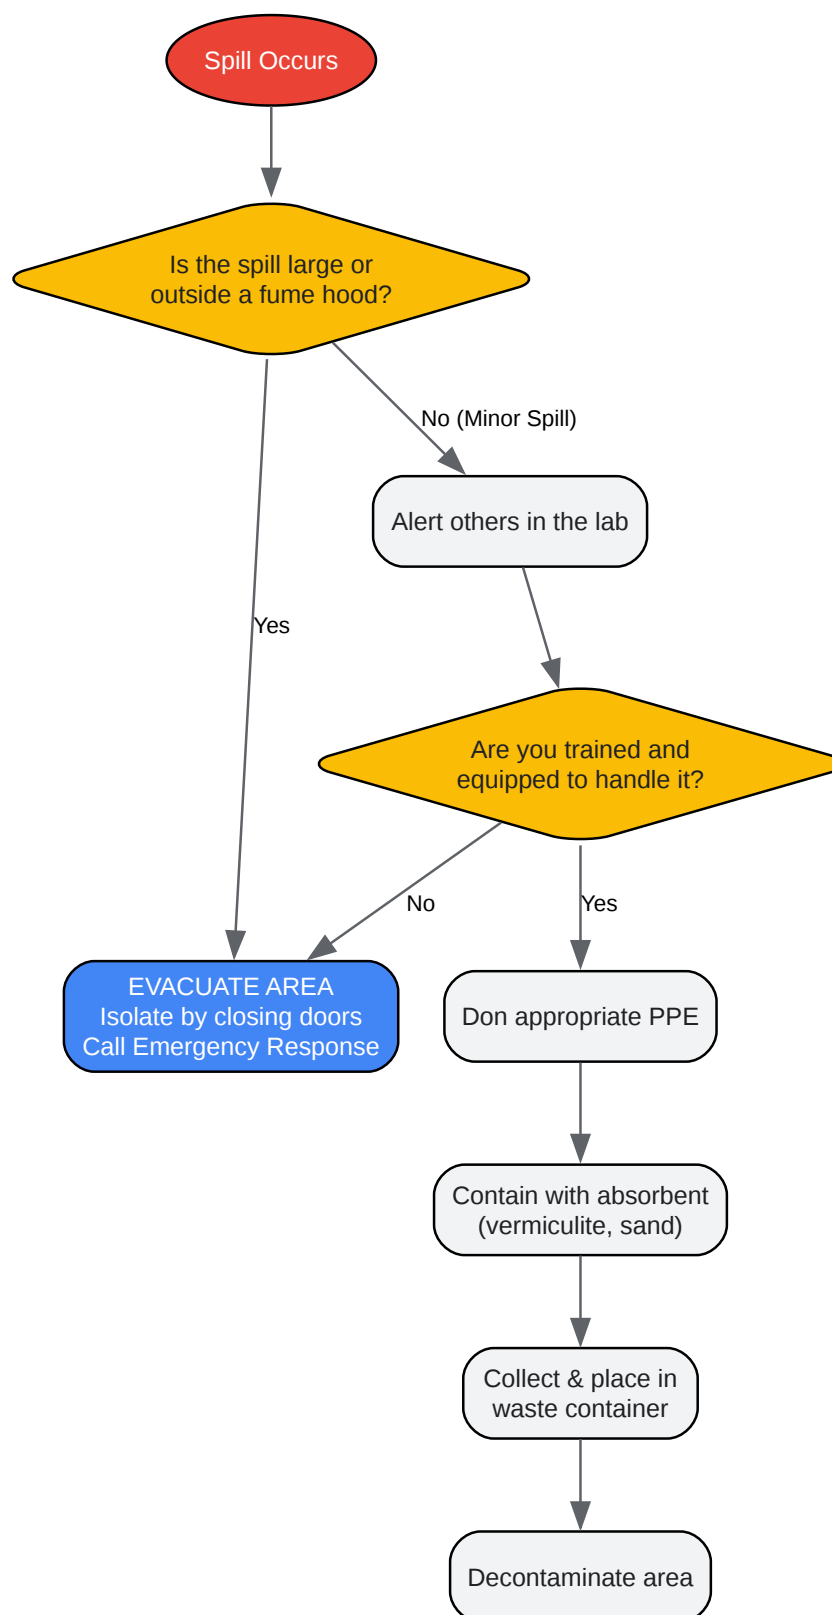 Spill Occurs
Is the spill large or
outside a fume hood?
No (Minor Spill)
Alert others in the lab
Yes
Are you trained and
equipped to handle it?
No
Yes
EVACUATE AREA
Isolate by closing doors
Call Emergency Response
Don appropriate PPE
Contain with absorbent
(vermiculite, sand)
Collect & place in
waste container
Decontaminate area